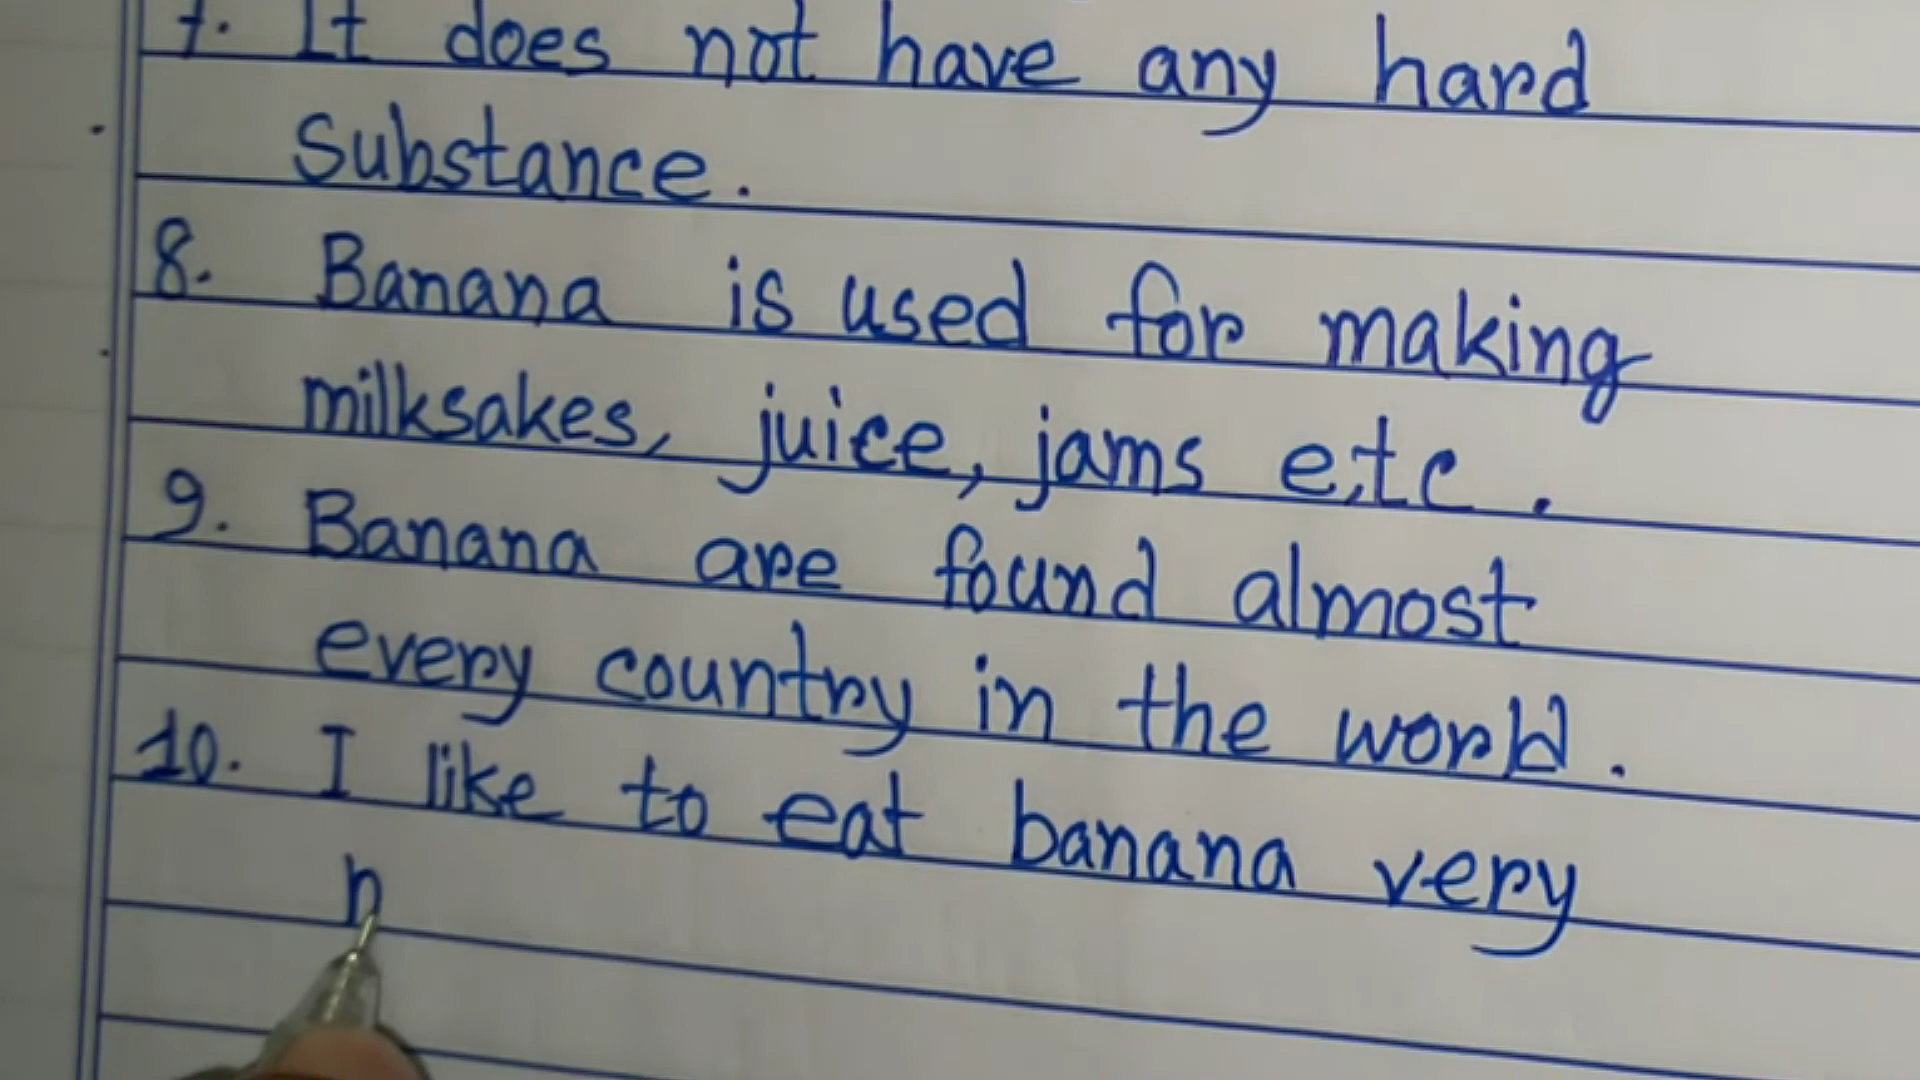 7. It does not have any hard
Substance.
8. Banana is used for making
milksakes, juice, jams etc.
9. Banana are found almost
every country in the world.
10. I like to eat banana very
h